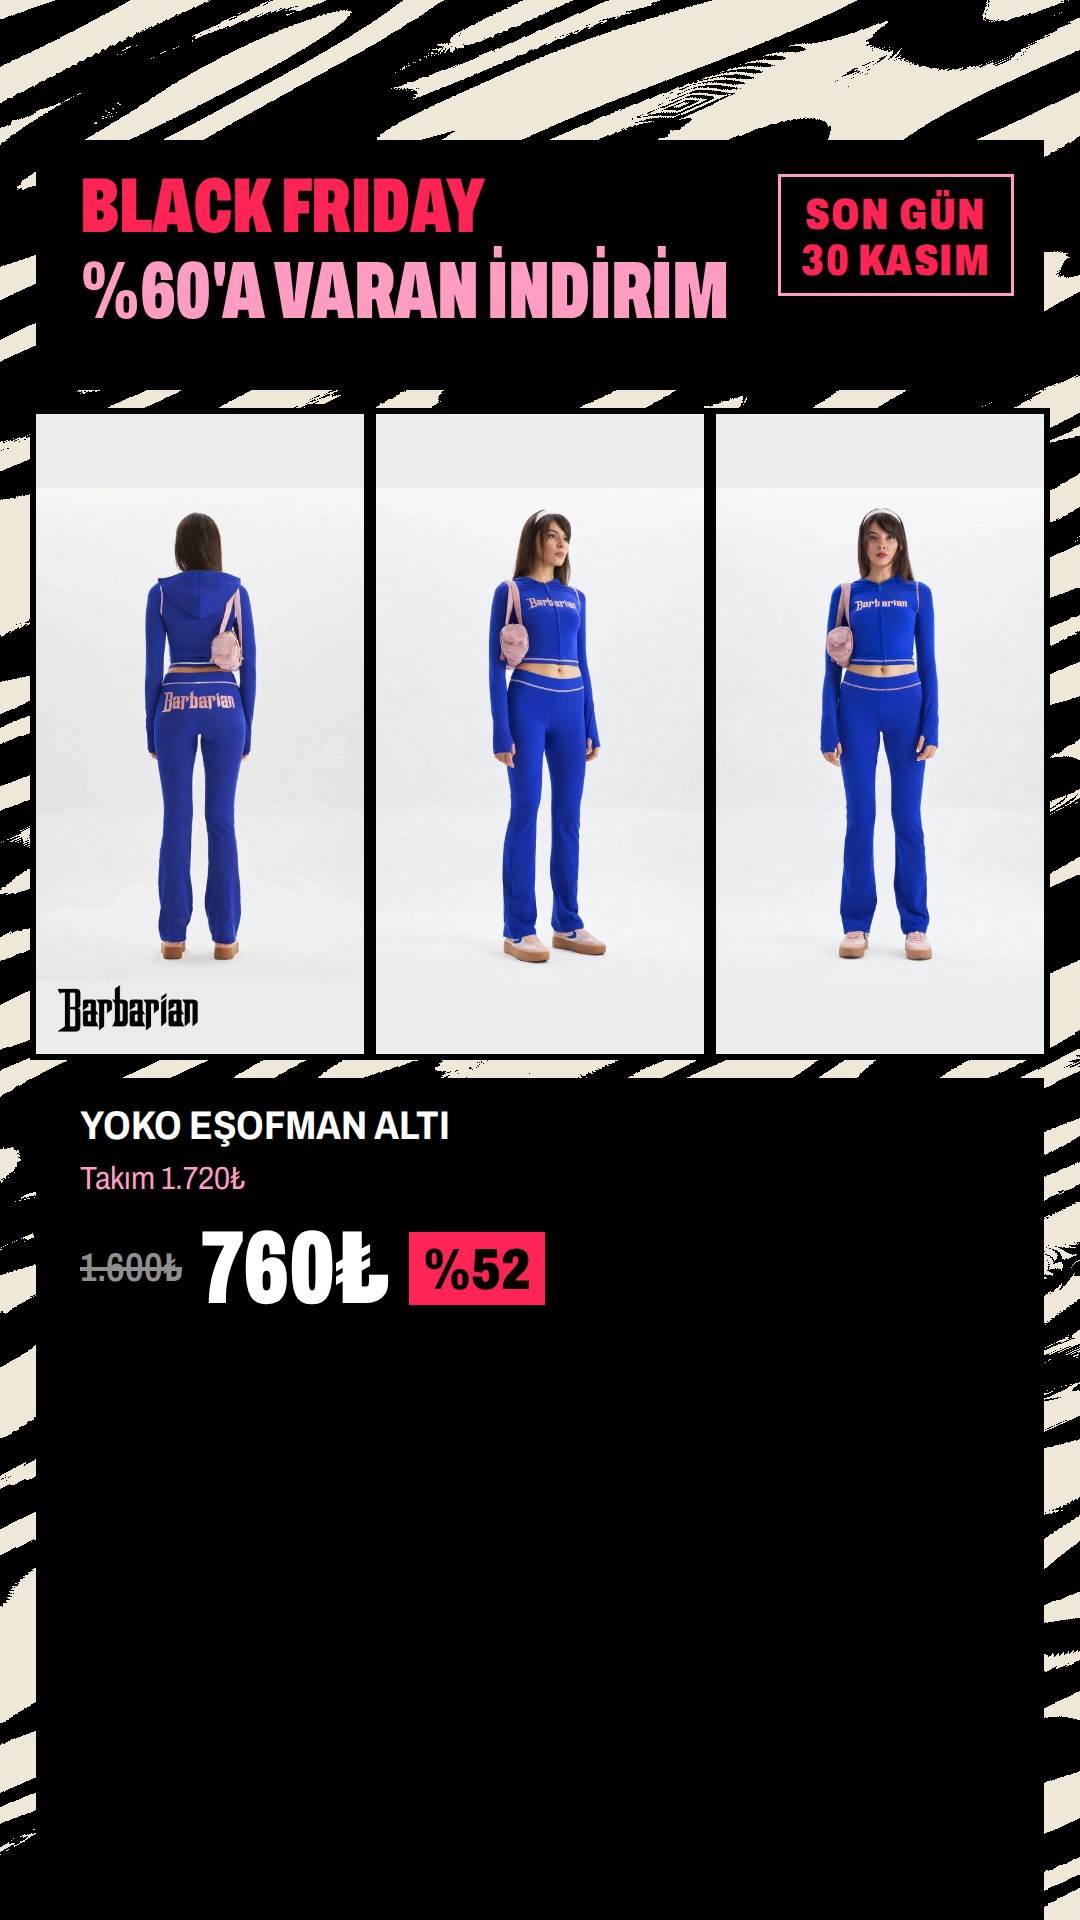 BLACK FRIDAY
%60'A VARAN İNDİRİM
SON GÜN
30 KASIM
Barbarian
Barbarian
Barbarian
Barbarian
YOKO EŞOFMAN ALTI
Takım 1.720₺
1.600₺ 760₺ %52